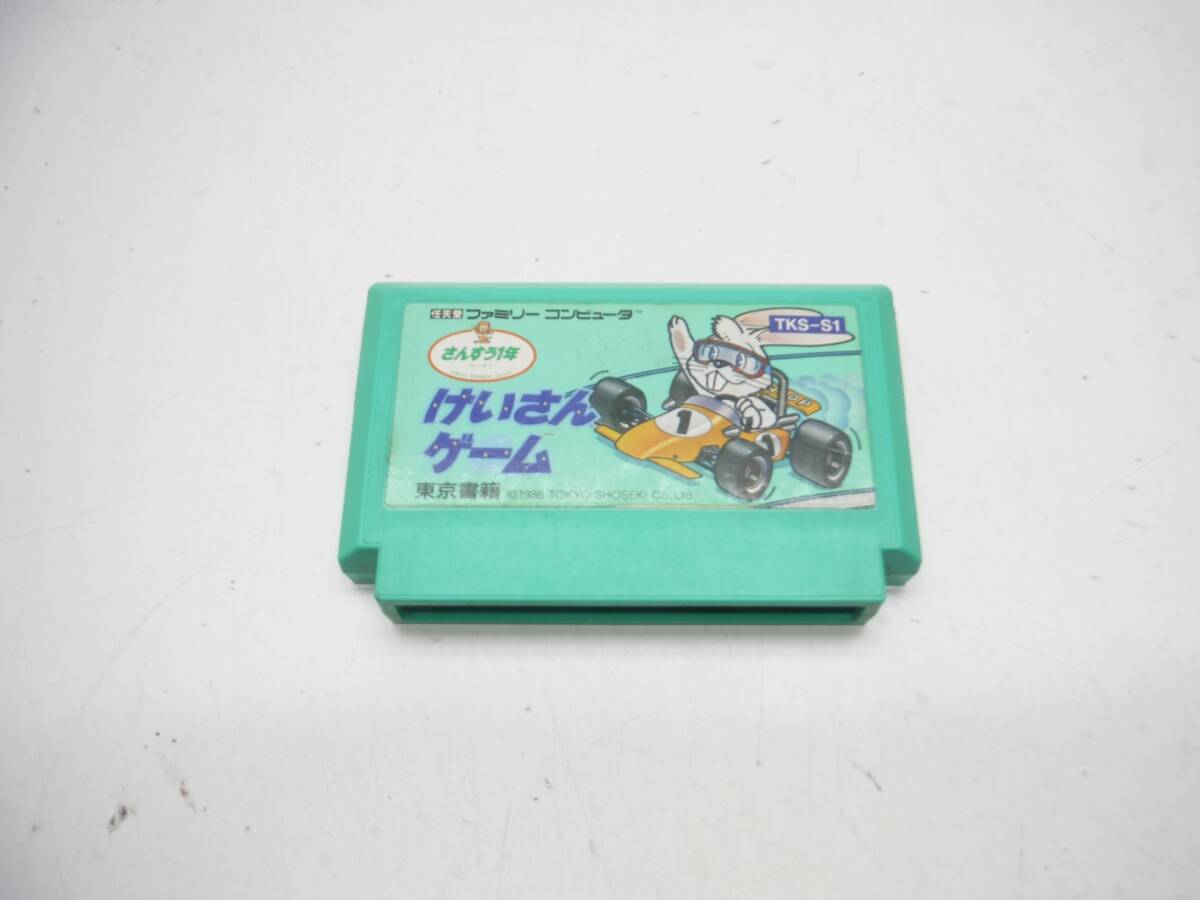 任天堂 ファミリー コンピュータ™
TKS-S1
さんすう1年
けいさん
ゲーム
1
東京書籍 ©1986 TOKYO SHOSEKI Co., Ltd.